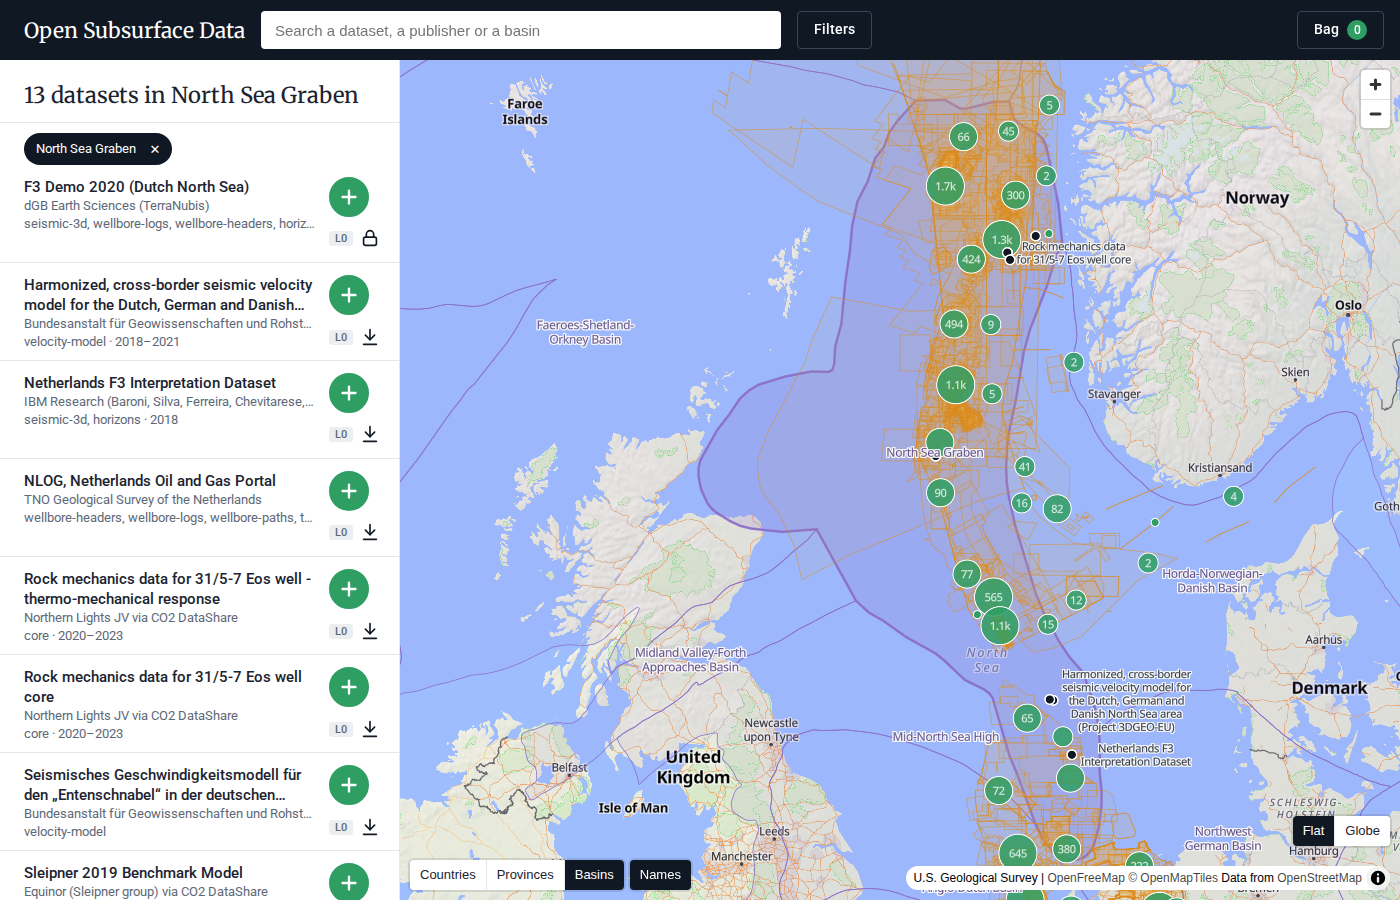 Open Subsurface Data
Search a dataset, a publisher or a basin
Filters
Bag 0
13 datasets in North Sea Graben
North Sea Graben ×
F3 Demo 2020 (Dutch North Sea)
dGB Earth Sciences (TerraNubis)
seismic-3d, wellbore-logs, wellbore-headers, horiz…
L0
Harmonized, cross-border seismic velocity
model for the Dutch, German and Danish…
Bundesanstalt für Geowissenschaften und Rohst…
velocity-model · 2018–2021
L0
Netherlands F3 Interpretation Dataset
IBM Research (Baroni, Silva, Ferreira, Chevitarese,…
seismic-3d, horizons · 2018
L0
NLOG, Netherlands Oil and Gas Portal
TNO Geological Survey of the Netherlands
wellbore-headers, wellbore-logs, wellbore-paths, t…
L0
Rock mechanics data for 31/5-7 Eos well -
thermo-mechanical response
Northern Lights JV via CO2 DataShare
core · 2020–2023
L0
Rock mechanics data for 31/5-7 Eos well
core
Northern Lights JV via CO2 DataShare
core · 2020–2023
L0
Seismisches Geschwindigkeitsmodell für
den „Entenschnabel“ in der deutschen…
Bundesanstalt für Geowissenschaften und Rohst…
velocity-model
L0
Sleipner 2019 Benchmark Model
Equinor (Sleipner group) via CO2 DataShare
Faroe
Islands
5
66
45
1.7k
300
2
Norway
1.3k
Rock mechanics data
for 31/5-7 Eos well core
424
Oslo
Faeroes-Shetland-
Orkney Basin
494
9
2
Skien
1.1k
5
Stavanger
North Sea Graben
41
Kristiansand
90
16
82
4
Goth
77
2
Horda-Norwegian-
Danish Basin
565
12
1.1k
15
Aarhus
North
Sea
Midland Valley-Forth
Approaches Basin
Harmonized, cross-border
seismic velocity model for
the Dutch, German and
Danish North Sea area
(Project 3DGEO-EU)
Denmark
65
Newcastle
upon Tyne
Mid-North Sea High
Netherlands F3
Interpretation Dataset
United
Kingdom
Belfast
72
Isle of Man
SCHLESWIG-
HOLSTEIN
Leeds
Northwest
German Basin
Flat
Globe
Hamburg
Manchester
645
380
Countries
Provinces
Basins
Names
U.S. Geological Survey | OpenFreeMap © OpenMapTiles Data from OpenStreetMap